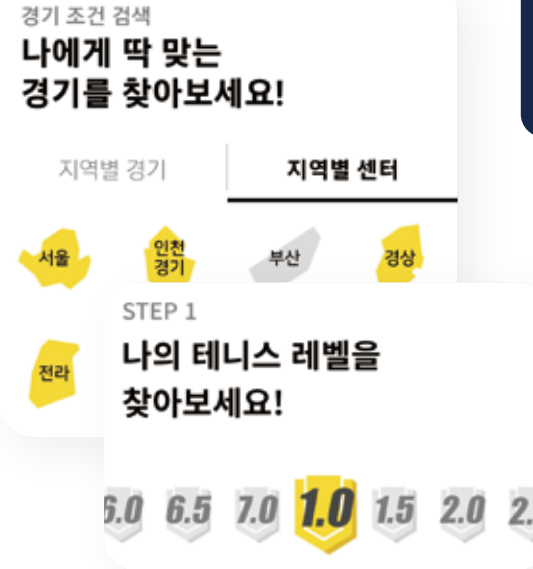 경기 조건 검색
나에게 딱 맞는
경기를 찾아보세요!
지역별 경기
지역별 센터
서울
인천
경기
부산
경상
전라
STEP 1
나의 테니스 레벨을
찾아보세요!
6.0 6.5 7.0 1.0 1.5 2.0 2.